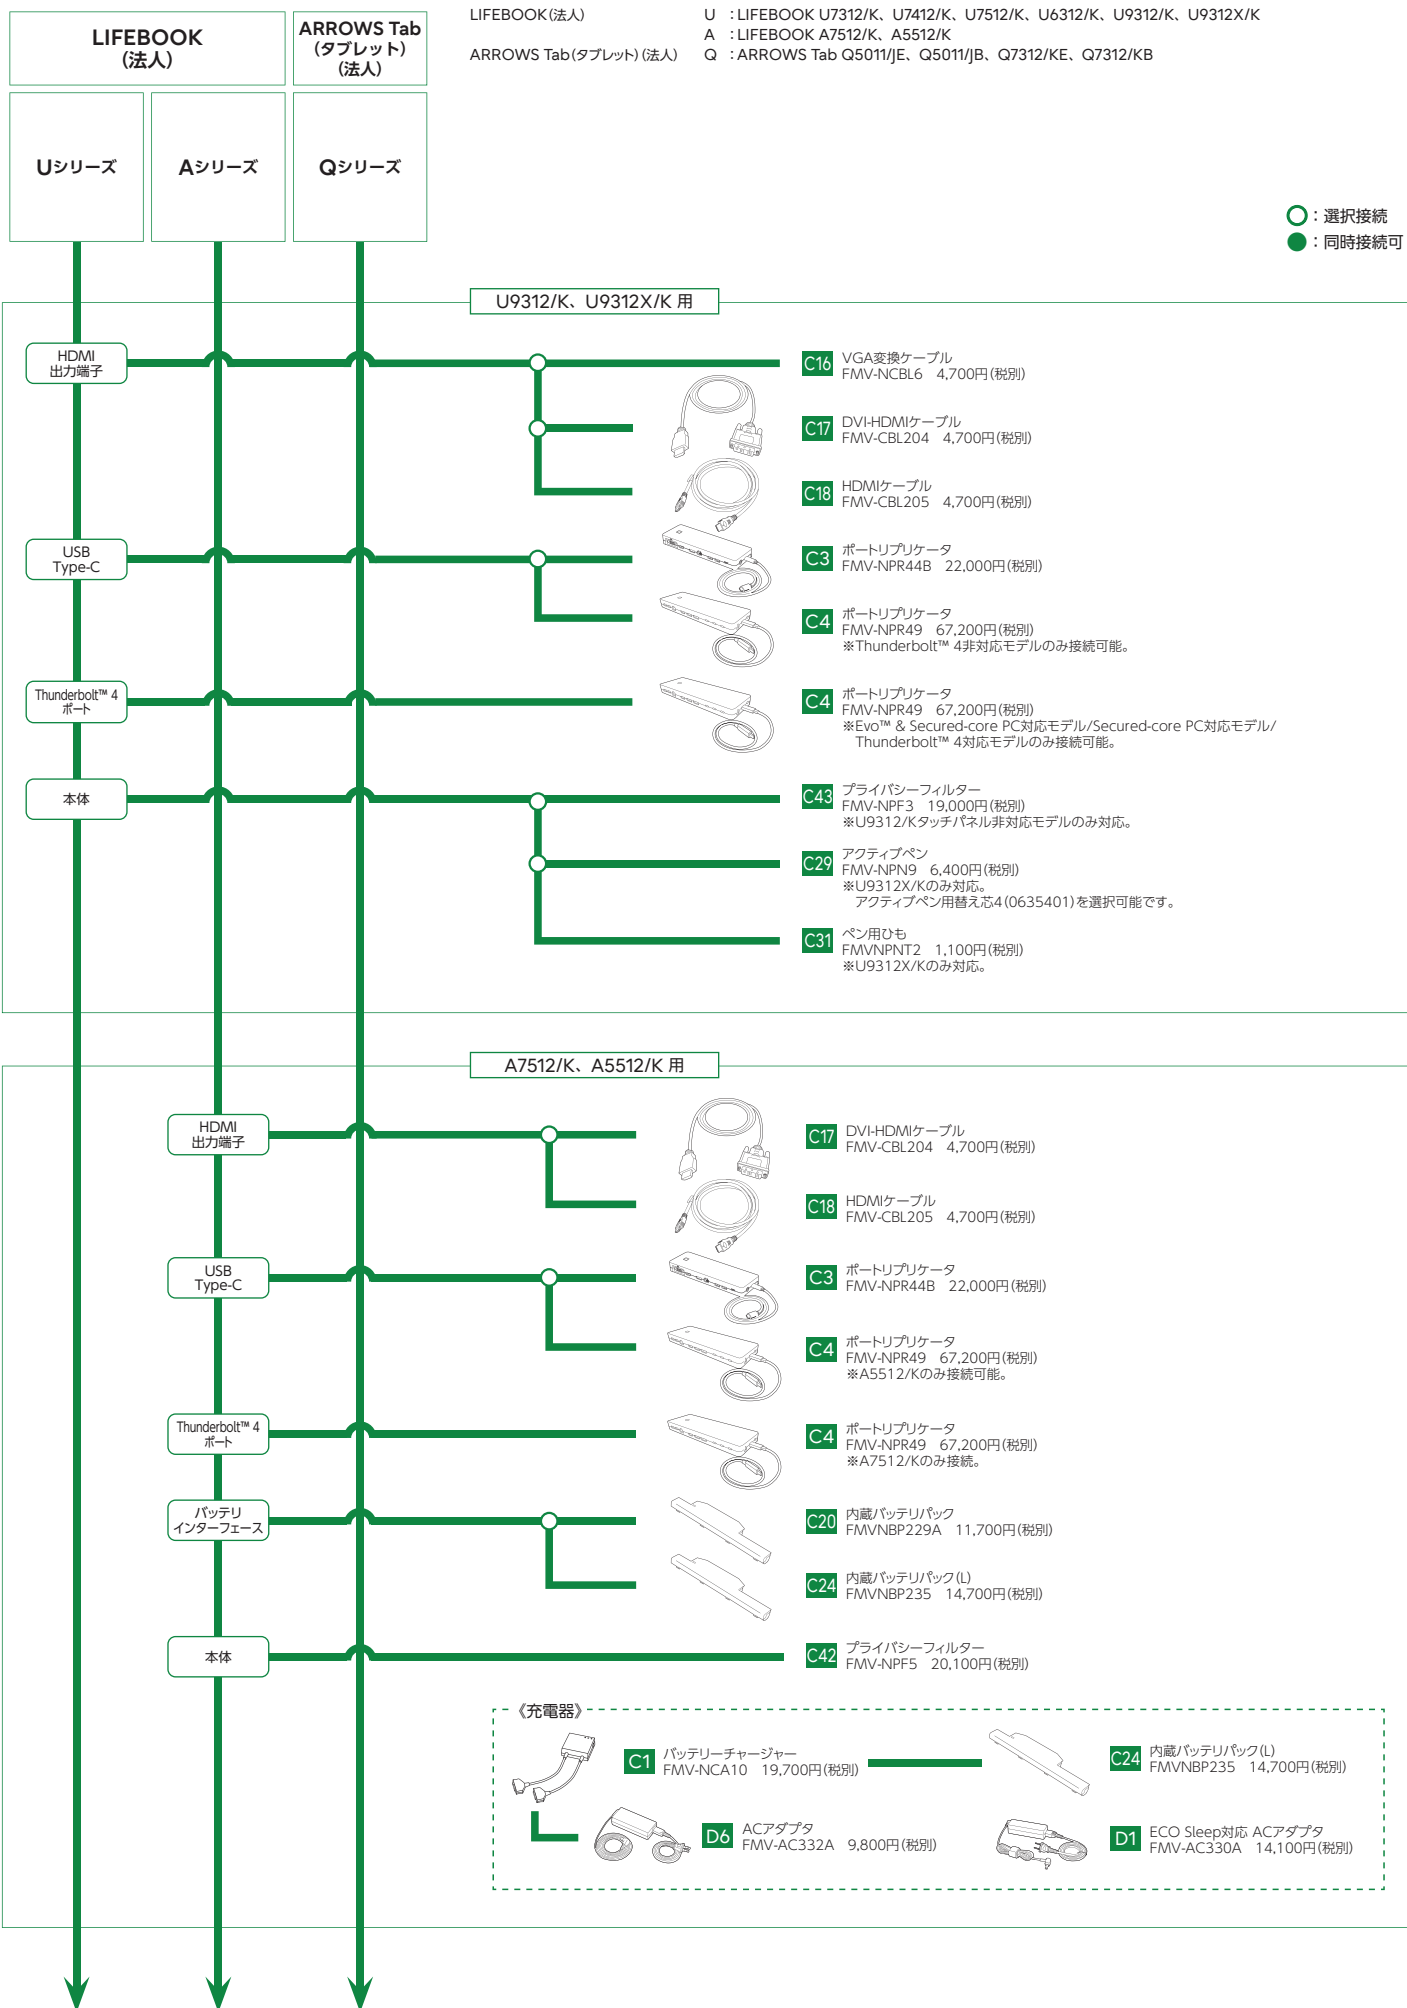 LIFEBOOK
(法人)
ARROWS Tab
(タブレット)
(法人)
LIFEBOOK(法人) U :LIFEBOOK U7312/K、U7412/K、U7512/K、U6312/K、U9312/K、U9312X/K
A :LIFEBOOK A7512/K、A5512/K
ARROWS Tab(タブレット)(法人) Q :ARROWS Tab Q5011/JE、Q5011/JB、Q7312/KE、Q7312/KB
Uシリーズ
Aシリーズ
Qシリーズ
:選択接続
:同時接続可
U9312/K、U9312X/K 用
HDMI
出力端子
C16 VGA変換ケーブル
FMV-NCBL6 4,700円(税別)
C17 DVI-HDMIケーブル
FMV-CBL204 4,700円(税別)
C18 HDMIケーブル
FMV-CBL205 4,700円(税別)
USB
Type-C
C3 ポートリプリケータ
FMV-NPR44B 22,000円(税別)
C4 ポートリプリケータ
FMV-NPR49 67,200円(税別)
※Thunderbolt™ 4非対応モデルのみ接続可能。
Thunderbolt™ 4
ポート
C4 ポートリプリケータ
FMV-NPR49 67,200円(税別)
※Evo™ & Secured-core PC対応モデル/Secured-core PC対応モデル/
Thunderbolt™ 4対応モデルのみ接続可能。
本体
C43 プライバシーフィルター
FMV-NPF3 19,000円(税別)
※U9312/Kタッチパネル非対応モデルのみ対応。
C29 アクティブペン
FMV-NPN9 6,400円(税別)
※U9312X/Kのみ対応。
アクティブペン用替え芯4(0635401)を選択可能です。
C31 ペン用ひも
FMVNPNT2 1,100円(税別)
※U9312X/Kのみ対応。
A7512/K、A5512/K 用
HDMI
出力端子
C17 DVI-HDMIケーブル
FMV-CBL204 4,700円(税別)
C18 HDMIケーブル
FMV-CBL205 4,700円(税別)
USB
Type-C
C3 ポートリプリケータ
FMV-NPR44B 22,000円(税別)
C4 ポートリプリケータ
FMV-NPR49 67,200円(税別)
※A5512/Kのみ接続可能。
Thunderbolt™ 4
ポート
C4 ポートリプリケータ
FMV-NPR49 67,200円(税別)
※A7512/Kのみ接続。
バッテリ
インターフェース
C20 内蔵バッテリパック
FMVNBP229A 11,700円(税別)
C24 内蔵バッテリパック(L)
FMVNBP235 14,700円(税別)
本体
C42 プライバシーフィルター
FMV-NPF5 20,100円(税別)
《充電器》
C1 バッテリーチャージャー
FMV-NCA10 19,700円(税別)
C24 内蔵バッテリパック(L)
FMVNBP235 14,700円(税別)
D6 ACアダプタ
FMV-AC332A 9,800円(税別)
D1 ECO Sleep対応 ACアダプタ
FMV-AC330A 14,100円(税別)